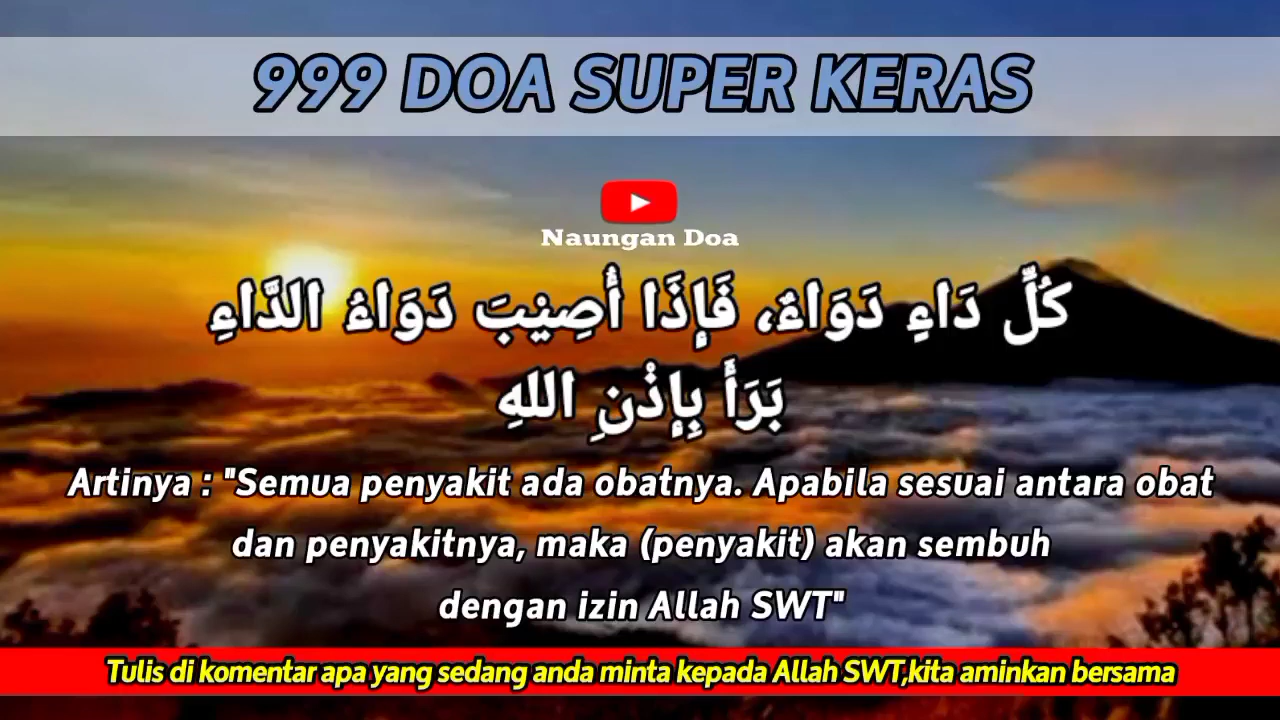 999 DOA SUPER KERAS
Naungan Doa
كُلِّ دَاءٍ دَوَاءٌ، فَإِذَا أُصِيْبَ دَوَاءُ الدَّاءِ
بَرَأَ بِإِذْنِ اللهِ
Artinya : "Semua penyakit ada obatnya. Apabila sesuai antara obat
dan penyakitnya, maka (penyakit) akan sembuh
dengan izin Allah SWT"
Tulis di komentar apa yang sedang anda minta kepada Allah SWT,kita aminkan bersama